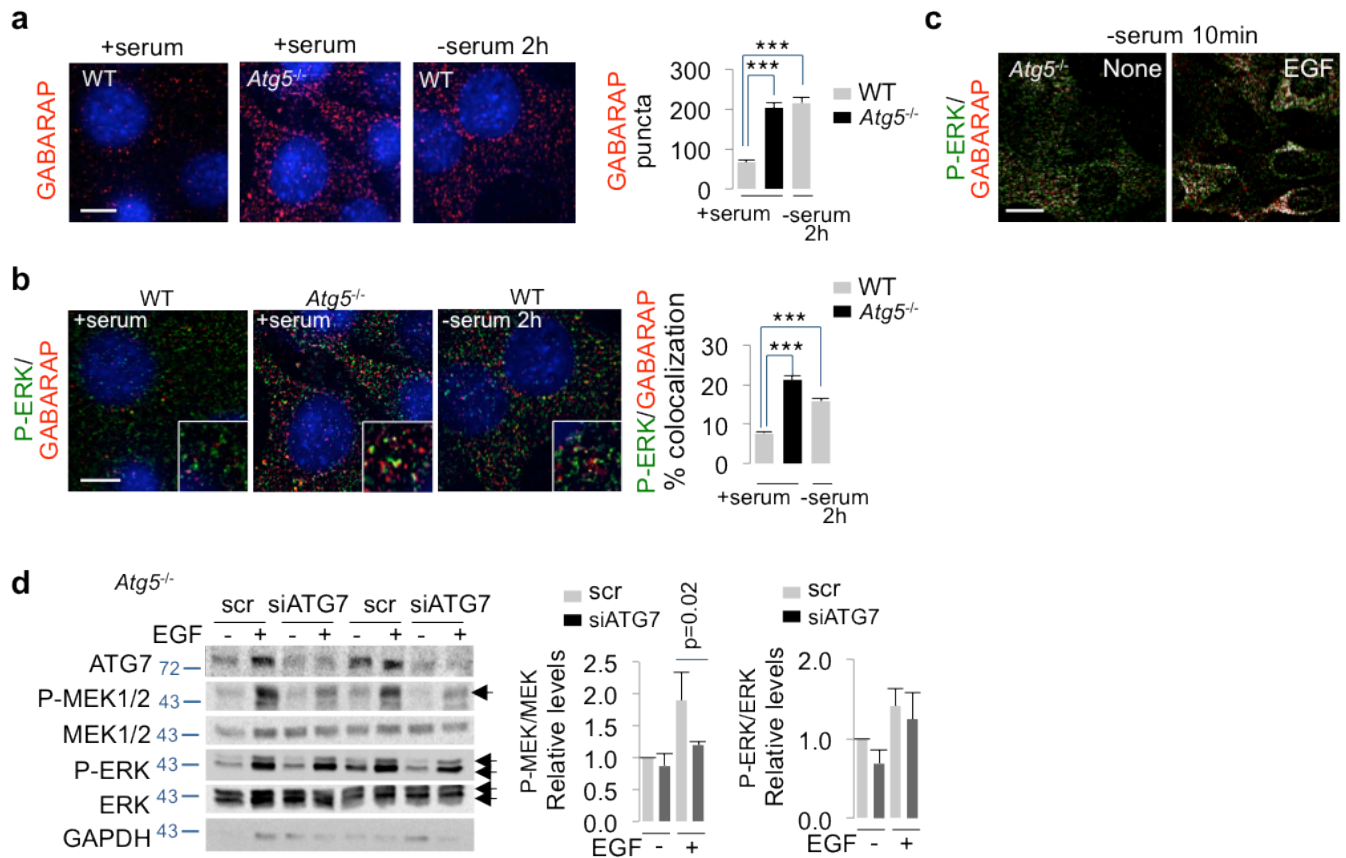 a
+serum
+serum
-serum 2h
GABARAP
WT
Atg5-/-
WT
GABARAP
puncta
300
200
100
0
***
***
WT
Atg5-/-
+serum
-serum
2h
c
-serum 10min
P-ERK/
GABARAP
Atg5-/-
None
EGF
b
WT
Atg5-/-
WT
P-ERK/
GABARAP
+serum
+serum
-serum 2h
P-ERK/GABARAP
% colocalization
30
20
10
0
***
***
WT
Atg5-/-
+serum
-serum
2h
d
Atg5-/-
scr siATG7 scr siATG7
EGF - + - + - + - +
ATG7 72
P-MEK1/2 43
MEK1/2 43
P-ERK 43
ERK 43
GAPDH 43
scr
siATG7
p=0.02
P-MEK/MEK
Relative levels
2.5
2.0
1.5
1.0
0.5
0.0
EGF - +
scr
siATG7
P-ERK/ERK
Relative levels
2.0
1.0
0.0
EGF - +